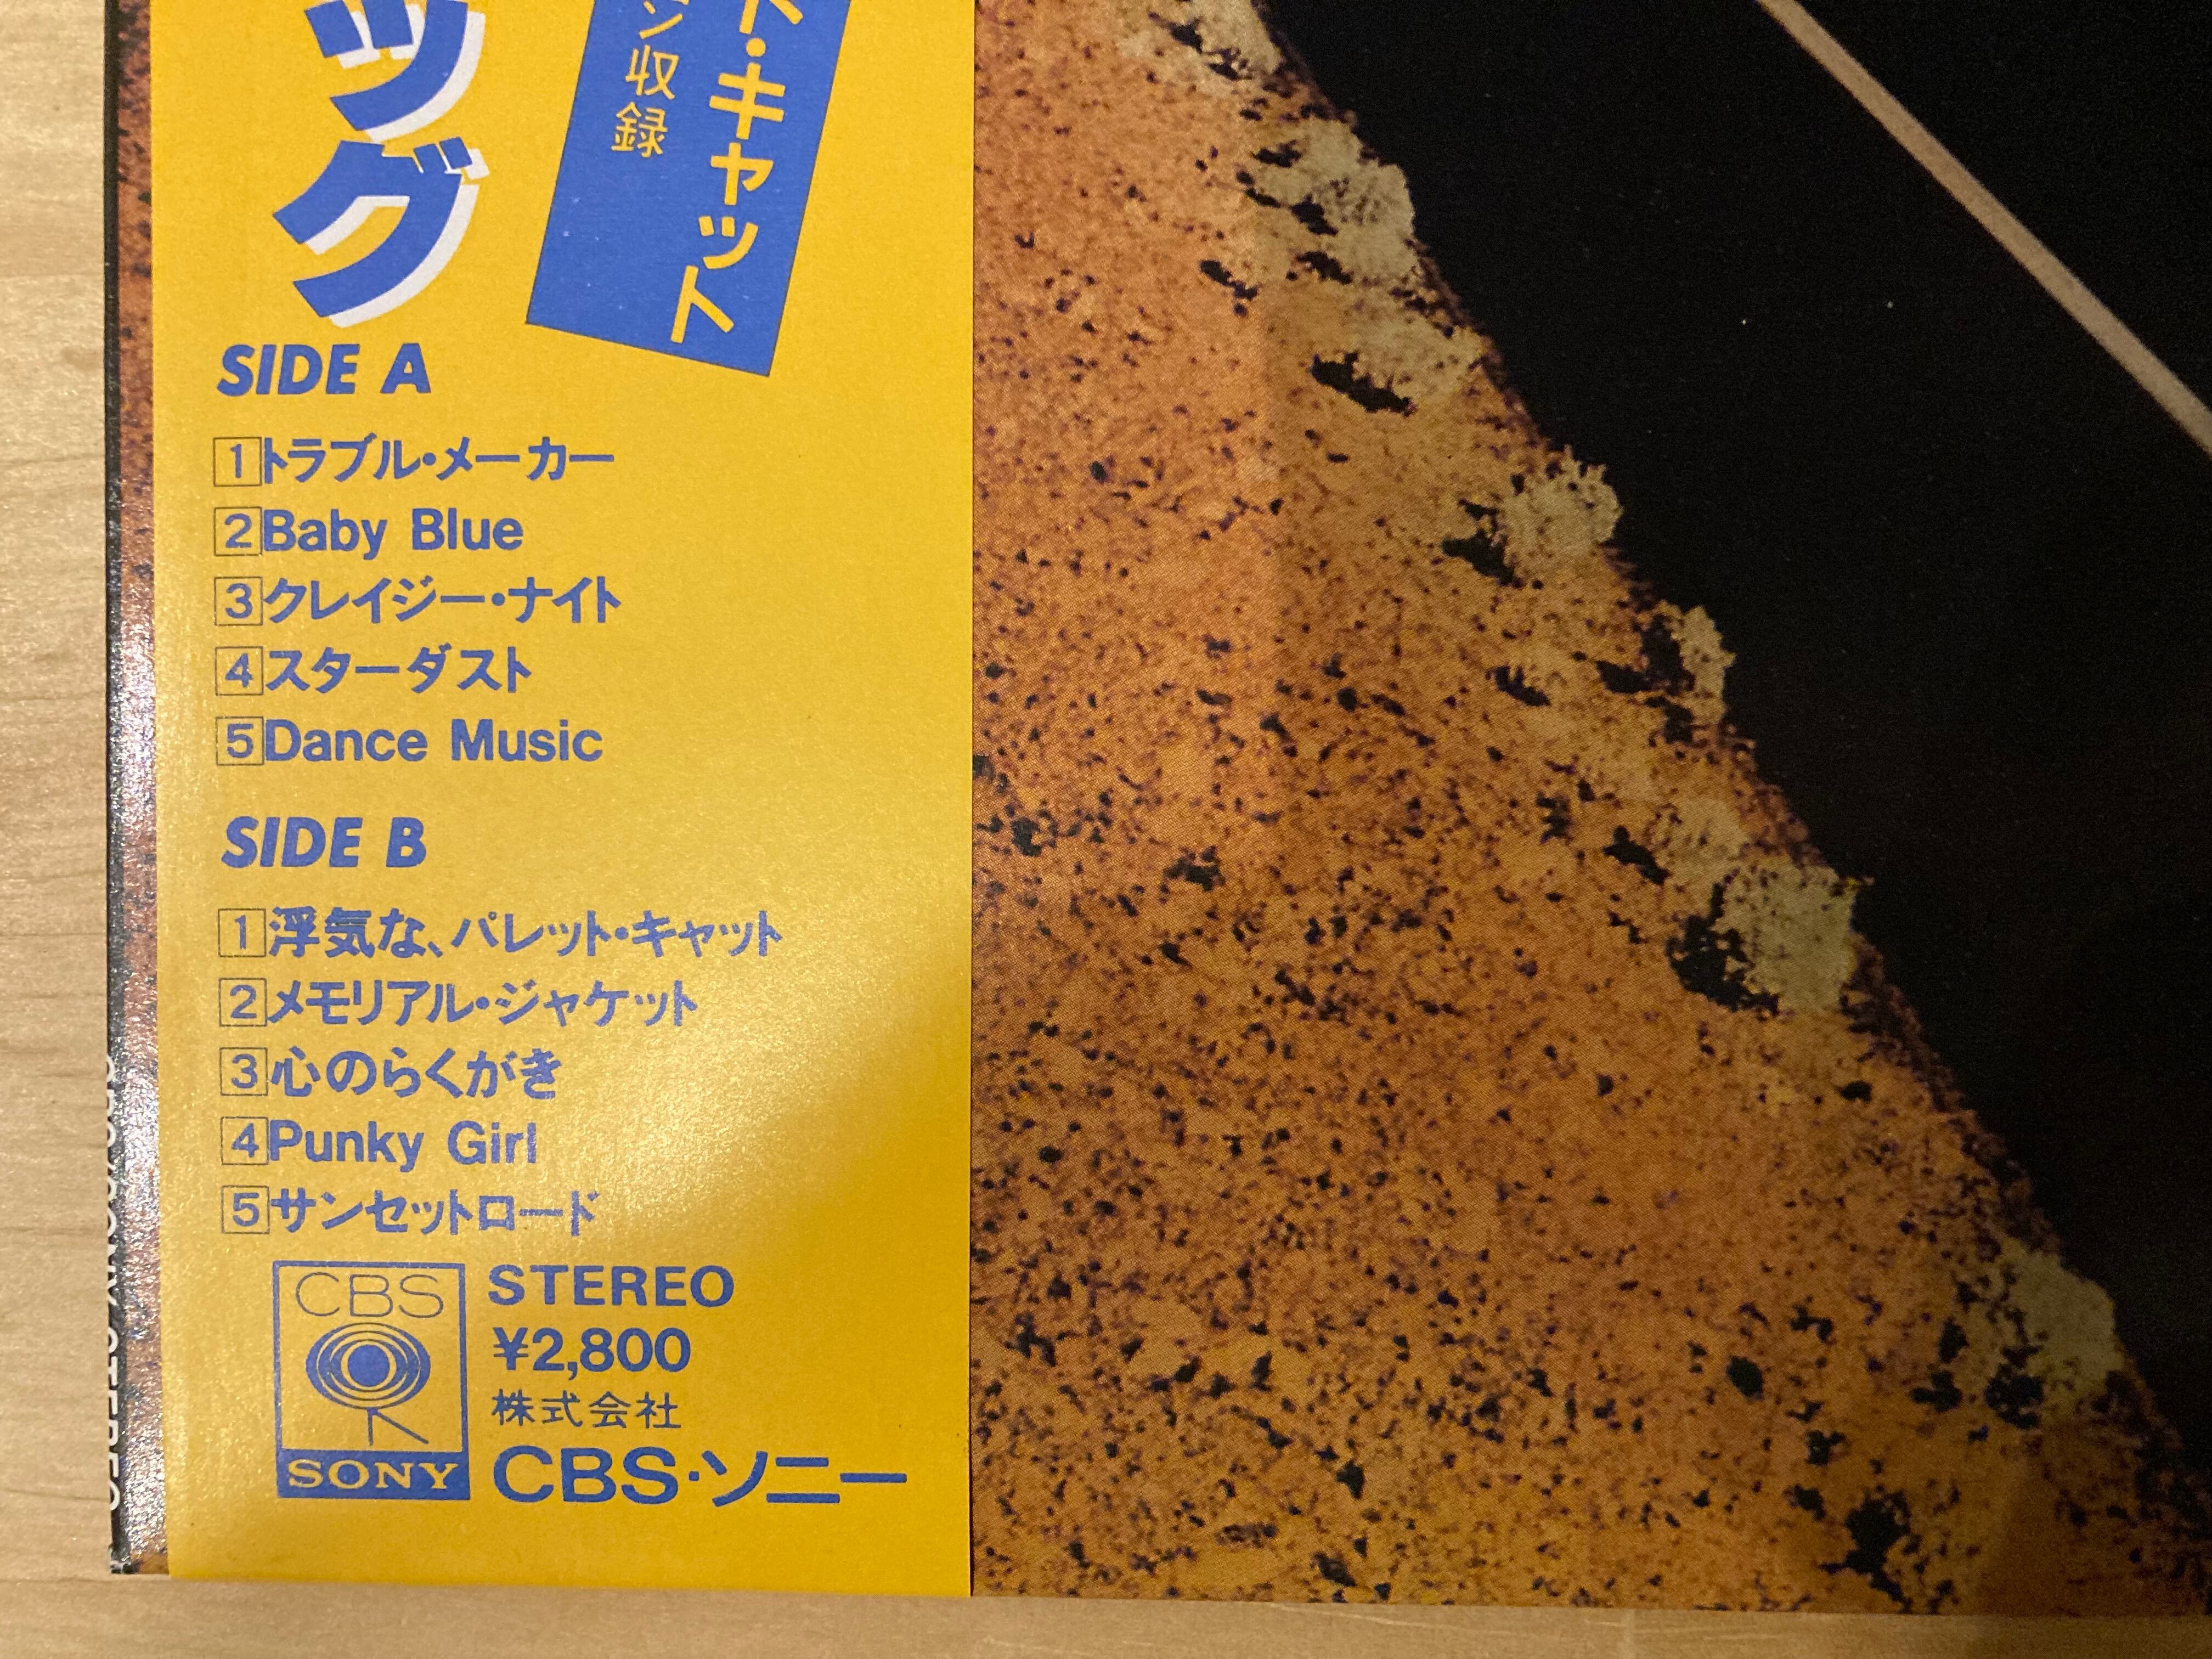 ッグ
ト・キャット
ン収録
SIDE A
1トラブル・メーカー
2Baby Blue
3クレイジー・ナイト
4スターダスト
5Dance Music
SIDE B
1浮気な、パレット・キャット
2メモリアル・ジャケット
3心のらくがき
4Punky Girl
5サンセットロード
CBS
SONY
STEREO
¥2,800
株式会社
CBS・ソニー